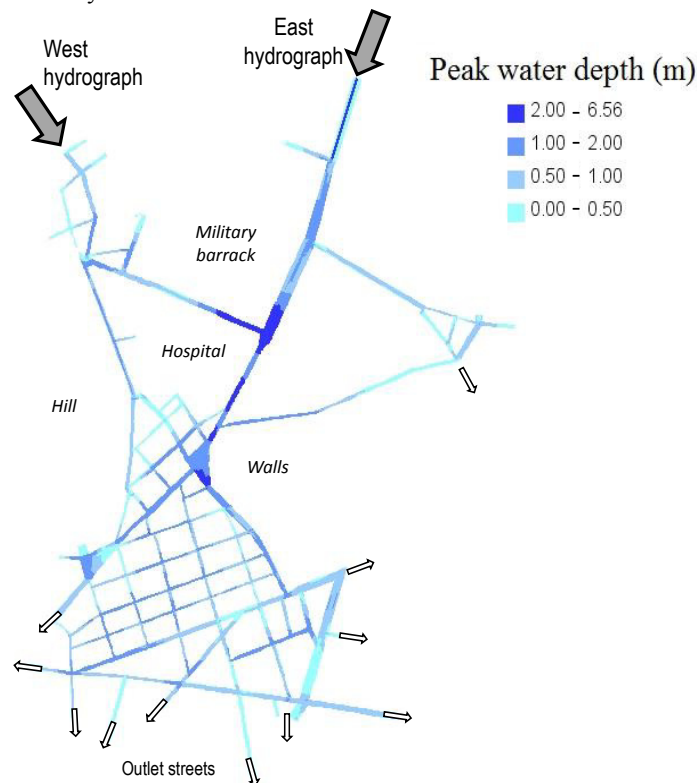 West
hydrograph
East
hydrograph
Peak water depth (m)
2.00 - 6.56
1.00 - 2.00
0.50 - 1.00
0.00 - 0.50
Military
barrack
Hospital
Hill
Walls
Outlet streets